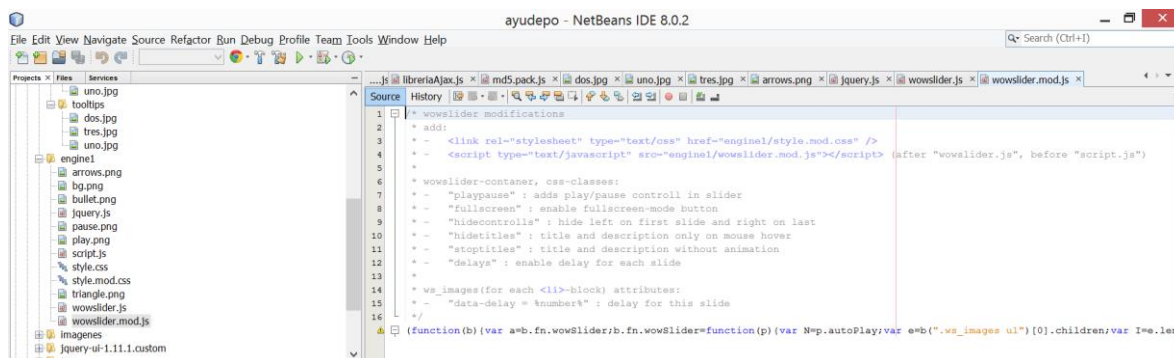 ayudepo - NetBeans IDE 8.0.2
File Edit View Navigate Source Refactor Run Debug Profile Team Tools Window Help
Search (Ctrl+I)
Projects Files Services
uno.jpg
tooltips
dos.jpg
tres.jpg
uno.jpg
engine1
arrows.png
bg.png
bullet.png
jquery.js
pause.png
play.png
script.js
style.css
style.mod.css
triangle.png
wowslider.js
wowslider.mod.js
imagenes
jquery-ui-1.11.1.custom
....js libreriaAjax.js md5.pack.js dos.jpg uno.jpg tres.jpg arrows.png jquery.js wowslider.js wowslider.mod.js
Source History
1 /* wowslider modifications
2 * add:
3 * - <link rel="stylesheet" type="text/css" href="engine1/style.mod.css" />
4 * - <script type="text/javascript" src="engine1/wowslider.mod.js"></script> (after "wowslider.js", before "script.js")
5 *
6 * wowslider-contaner, css-classes:
7 * - "playpause" : adds play/pause controll in slider
8 * - "fullscreen" : enable fullscreen-mode button
9 * - "hidecontrolls" : hide left on first slide and right on last
10 * - "hidetitles" : title and description only on mouse hover
11 * - "stoptitles" : title and description without animation
12 * - "delays" : enable delay for each slide
13 *
14 * ws_images(for each <li>-block) attributes:
15 * - "data-delay = %number%" : delay for this slide
16 */
(function(b){var a=b.fn.wowSlider;b.fn.wowSlider=function(p){var N=p.autoPlay;var e=b(".ws_images ul")[0].children;var I=e.len